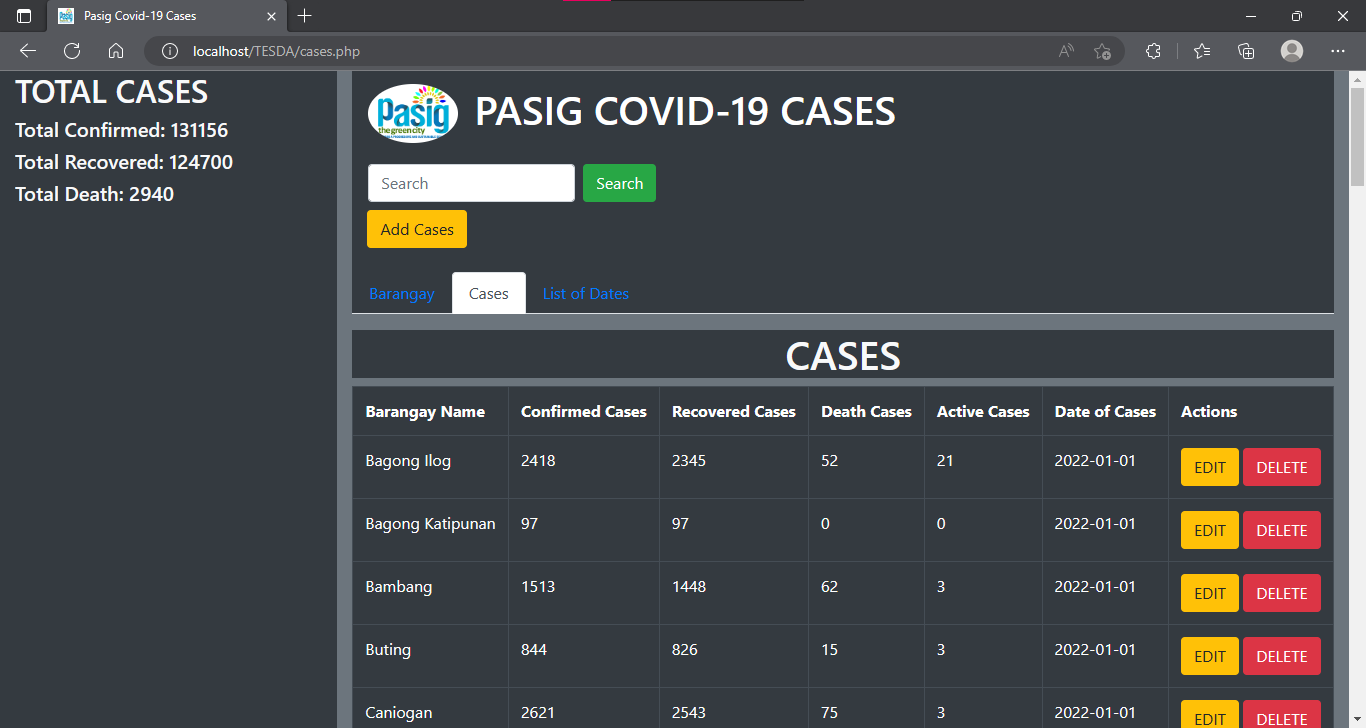 Pasig Covid-19 Cases
localhost/TESDA/cases.php
TOTAL CASES
Total Confirmed: 131156
Total Recovered: 124700
Total Death: 2940
Pasig
the green city
PASIG COVID-19 CASES
Search Search
Add Cases
Barangay Cases List of Dates
CASES
Barangay Name Confirmed Cases Recovered Cases Death Cases Active Cases Date of Cases Actions
Bagong Ilog 2418 2345 52 21 2022-01-01 EDIT DELETE
Bagong Katipunan 97 97 0 0 2022-01-01 EDIT DELETE
Bambang 1513 1448 62 3 2022-01-01 EDIT DELETE
Buting 844 826 15 3 2022-01-01 EDIT DELETE
Caniogan 2621 2543 75 3 2022-01-01 EDIT DELETE